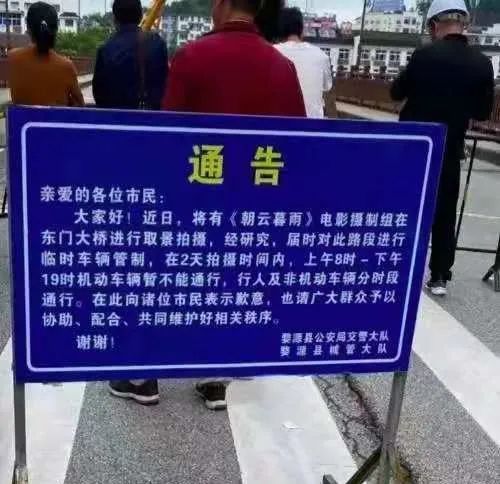 通告
亲爱的各位市民：
大家好！近日，将有《朝云暮雨》电影摄制组在
东门大桥进行取景拍摄，经研究，届时对此路段进行
临时车辆管制，在2天拍摄时间内，上午8时－下午
19时机动车辆暂不能通行，行人及非机动车辆分时段
通行。在此向诸位市民表示歉意，也请广大群众予以
协助、配合、共同维护好相关秩序。
谢谢！
婺源县公安局交警大队
婺源县城管大队